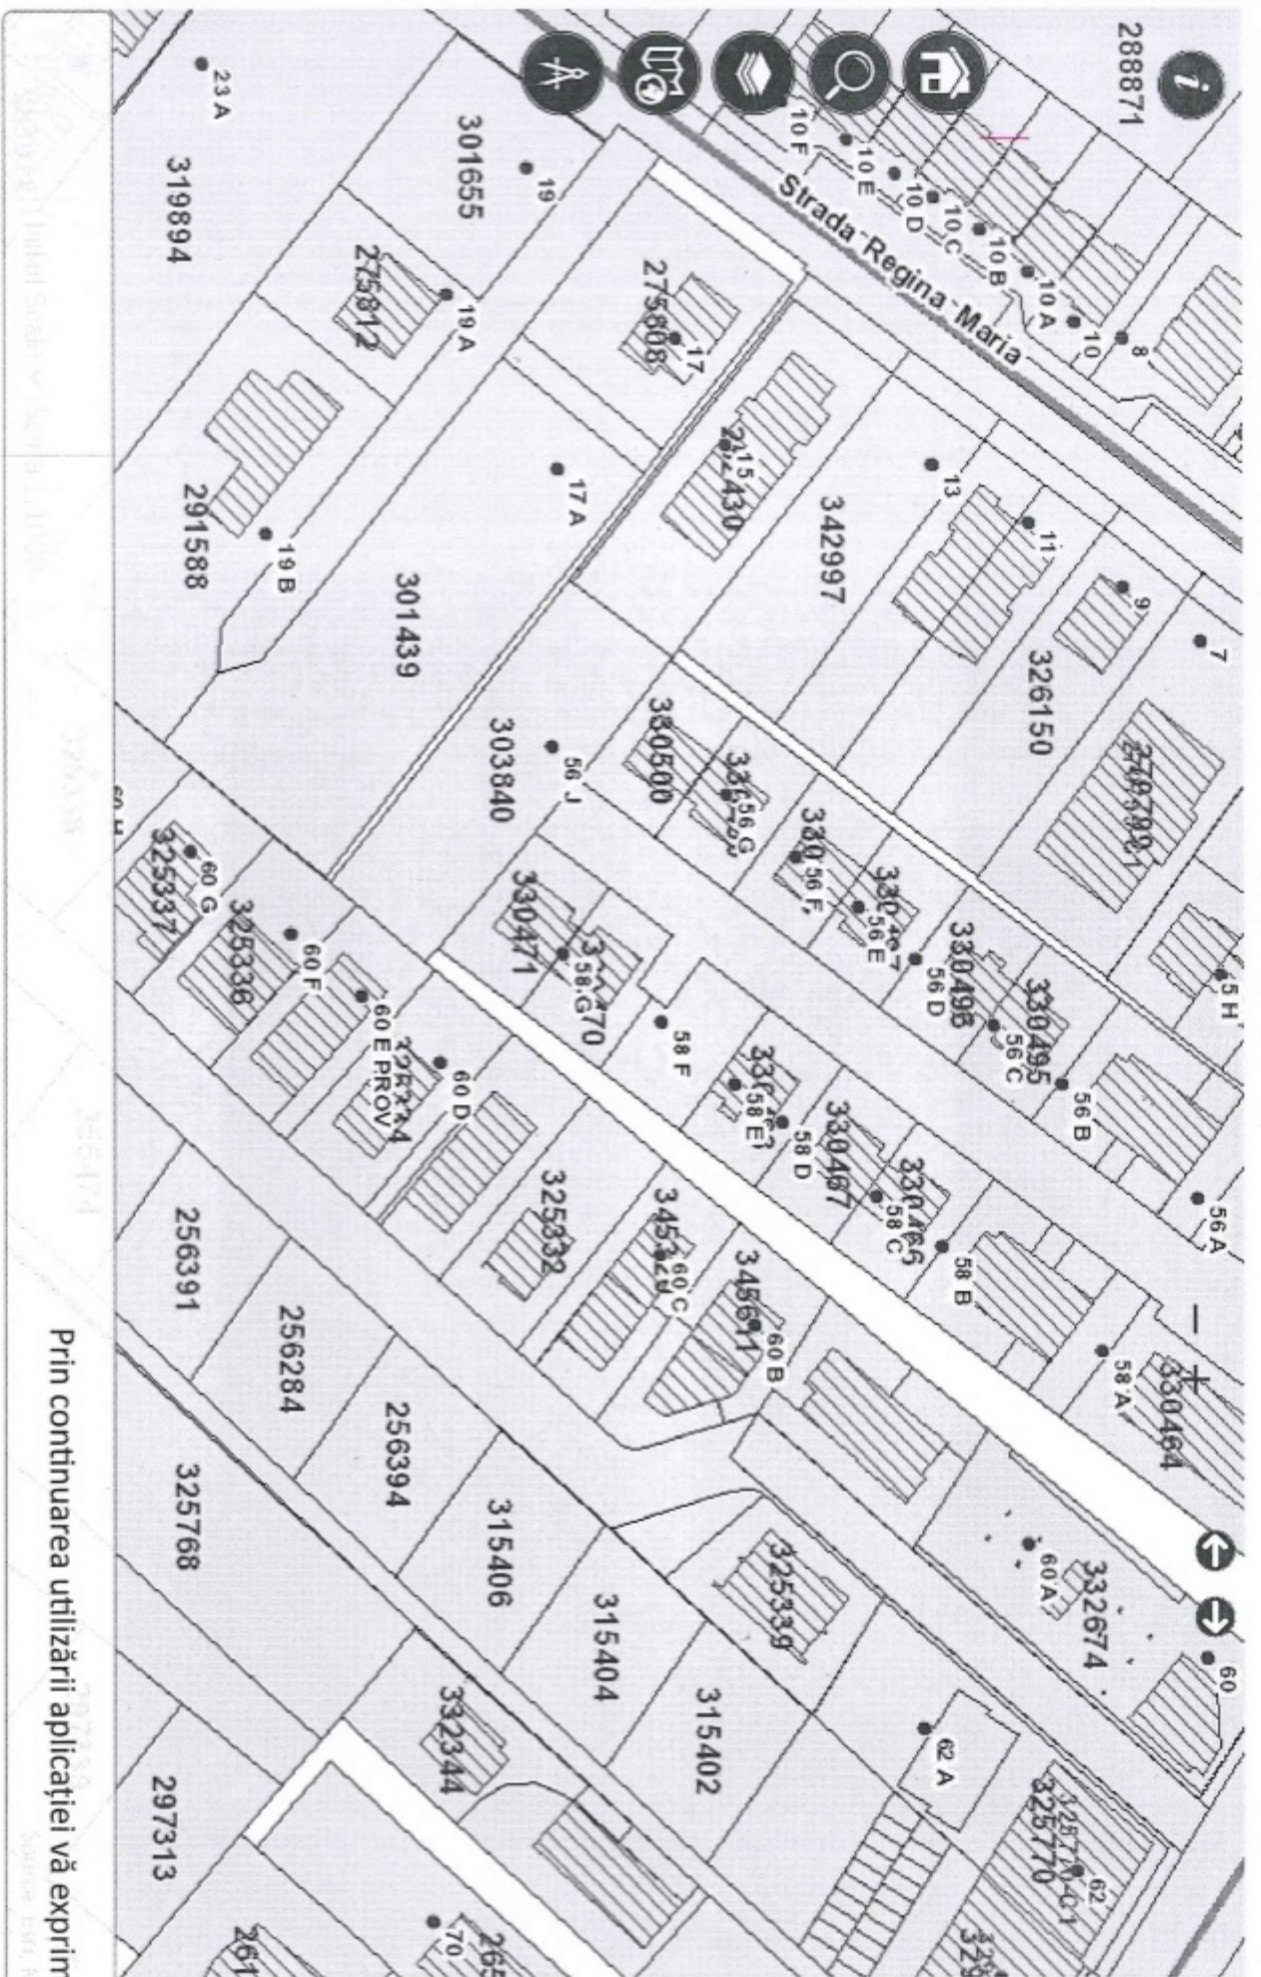 288871
10 F
10 E
10 D
10 C
10 B
10 A
10
8
Strada Regina Maria
23 A
319894
301655
19
275812
19 A
275808
17
15
342997
13
11
9
7
326150
17 A
291588
19 B
301439
303840
56 J
330500
56 G
56 F
56 E
330496
56 D
330495
56 C
56 B
56 A
5 H
325337
60 G
325336
60 F
60 E PROV
60 D
330471
58 G
58 F
58 E
58 D
330467
58 C
58 B
58 A
330464
325332
60 C
345611
60 B
60 A
332674
60
256391
256284
256394
325768
315406
315404
315402
325339
332344
62 A
325770
62
297313
70
Prin continuarea utilizării aplicației vă exprim